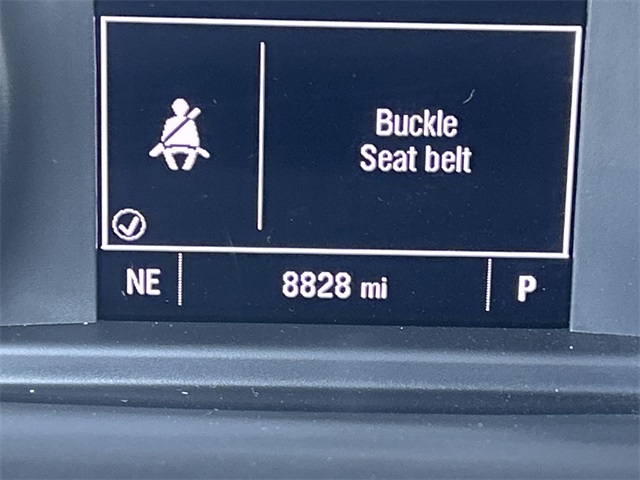 Buckle
Seat belt
NE
8828 mi
P